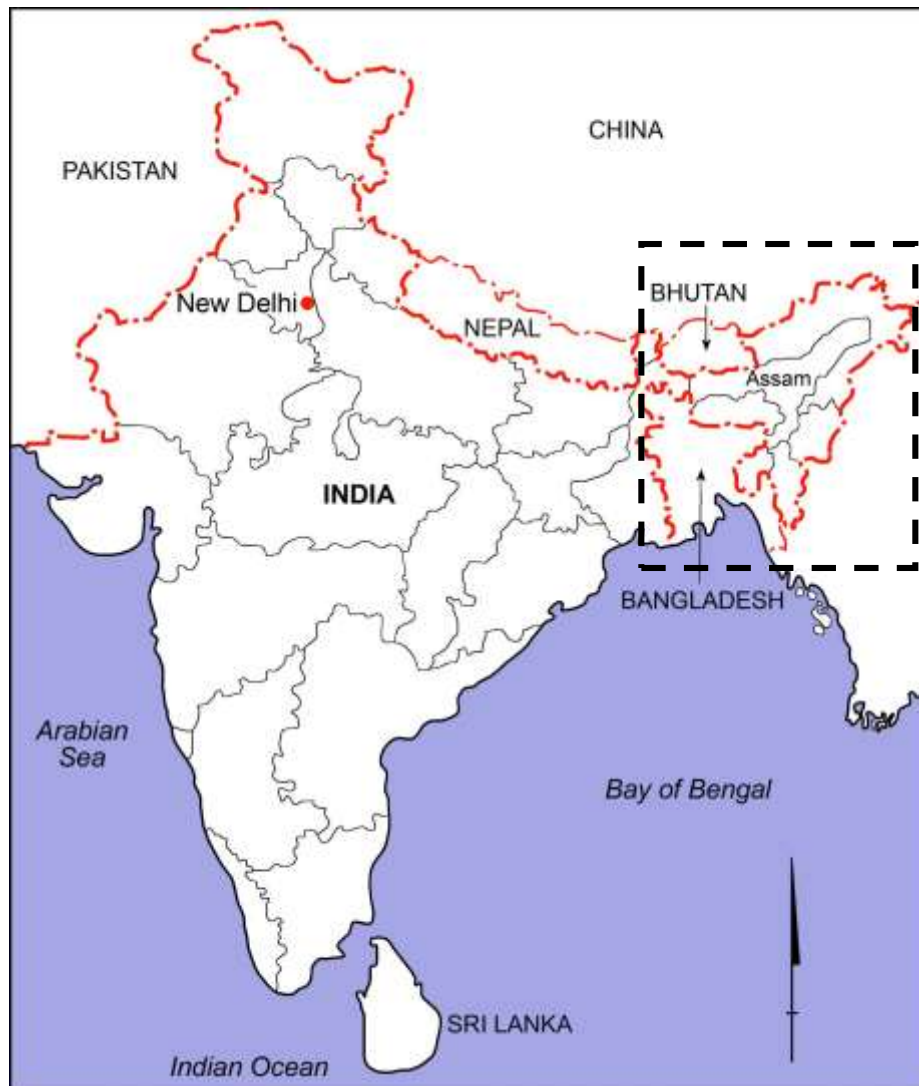 CHINA
PAKISTAN
New Delhi
BHUTAN
NEPAL
Assam
INDIA
BANGLADESH
Arabian
Sea
Bay of Bengal
SRI LANKA
Indian Ocean